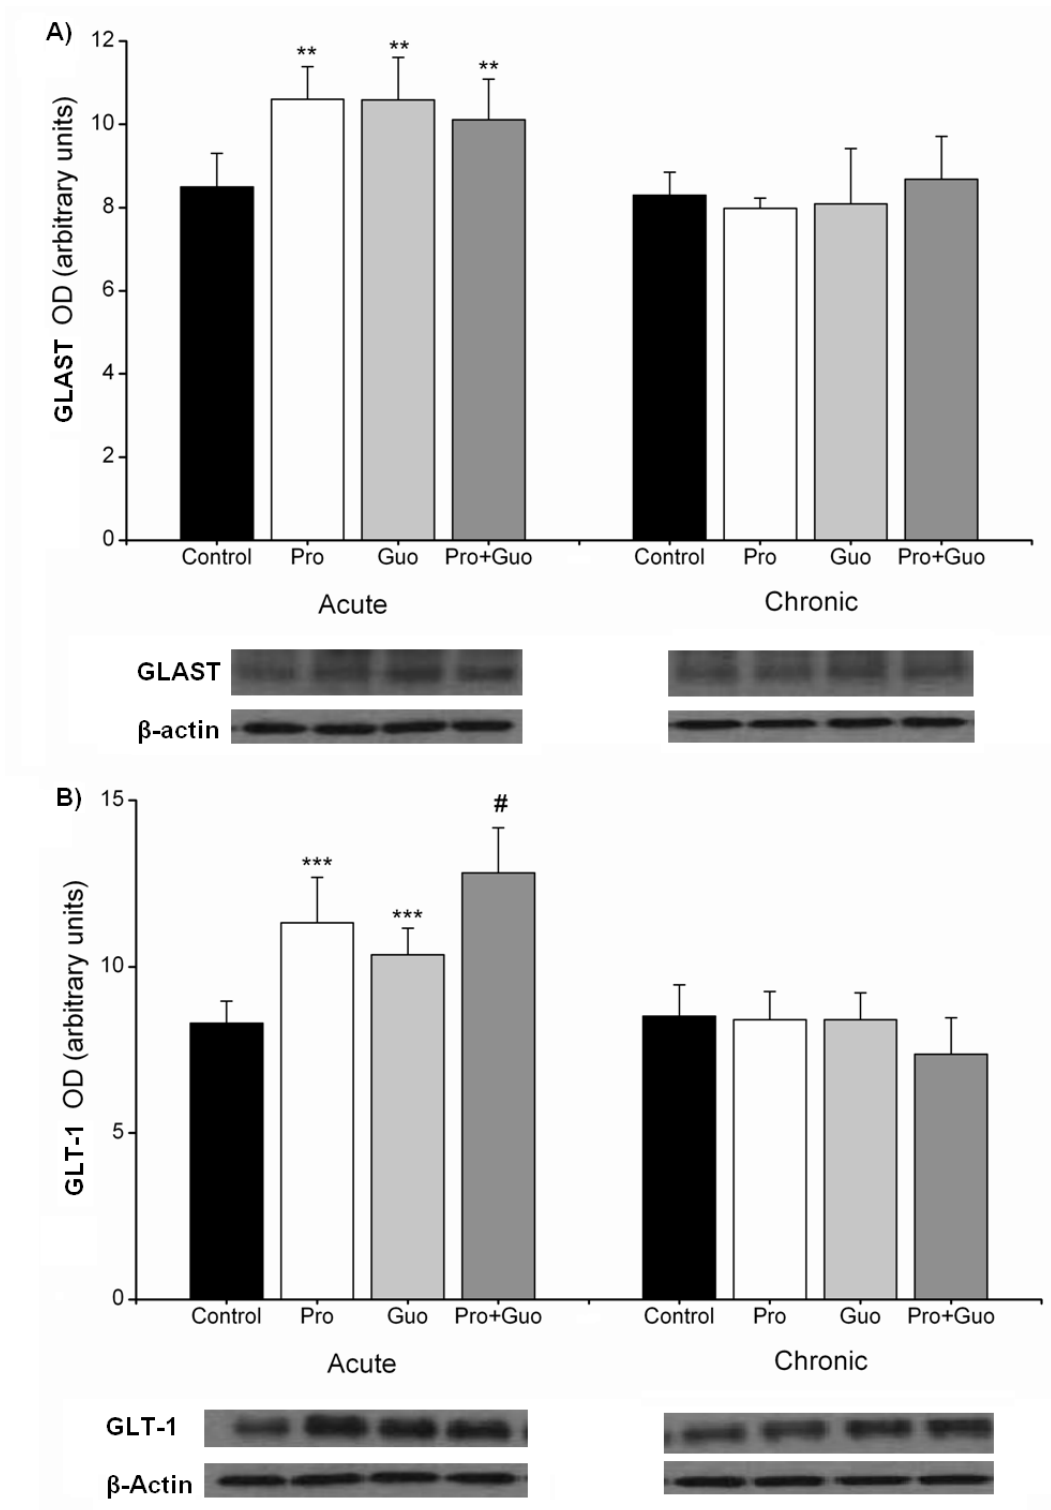 A)
12
10
8
6
4
2
0
GLAST OD (arbitrary units)
** ** **
Control Pro Guo Pro+Guo Control Pro Guo Pro+Guo
Acute Chronic
GLAST
β-actin
B)
15
10
5
0
GLT-1 OD (arbitrary units)
*** *** #
Control Pro Guo Pro+Guo Control Pro Guo Pro+Guo
Acute Chronic
GLT-1
β-Actin